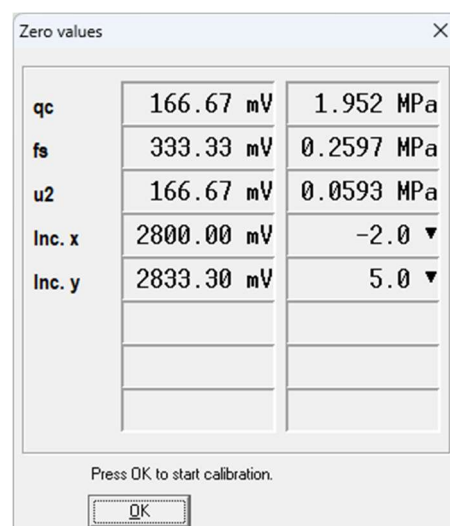 Zero values
qc 166.67 mV 1.952 MPa
fs 333.33 mV 0.2597 MPa
u2 166.67 mV 0.0593 MPa
Inc. x 2800.00 mV -2.0 ▼
Inc. y 2833.30 mV 5.0 ▼
Press OK to start calibration.
OK